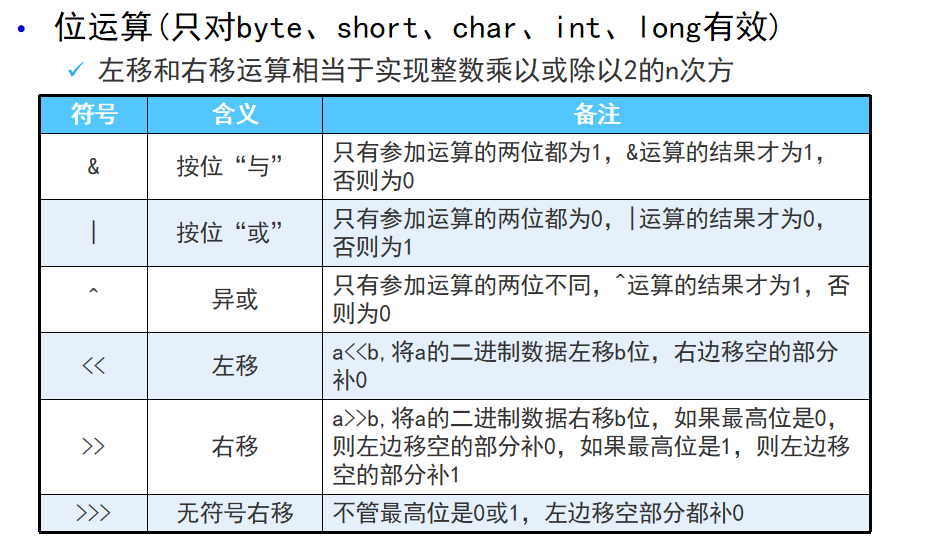 • 位运算(只对byte、short、char、int、long有效)
✓ 左移和右移运算相当于实现整数乘以或除以2的n次方
符号 含义 备注
& 按位“与” 只有参加运算的两位都为1，&运算的结果才为1，
否则为0
| 按位“或” 只有参加运算的两位都为0，|运算的结果才为0，
否则为1
^ 异或 只有参加运算的两位不同，^运算的结果才为1，否
则为0
<< 左移 a<<b,将a的二进制数据左移b位，右边移空的部分
补0
>> 右移 a>>b,将a的二进制数据右移b位，如果最高位是0，
则左边移空的部分补0，如果最高位是1，则左边移
空的部分补1
>>> 无符号右移 不管最高位是0或1，左边移空部分都补0